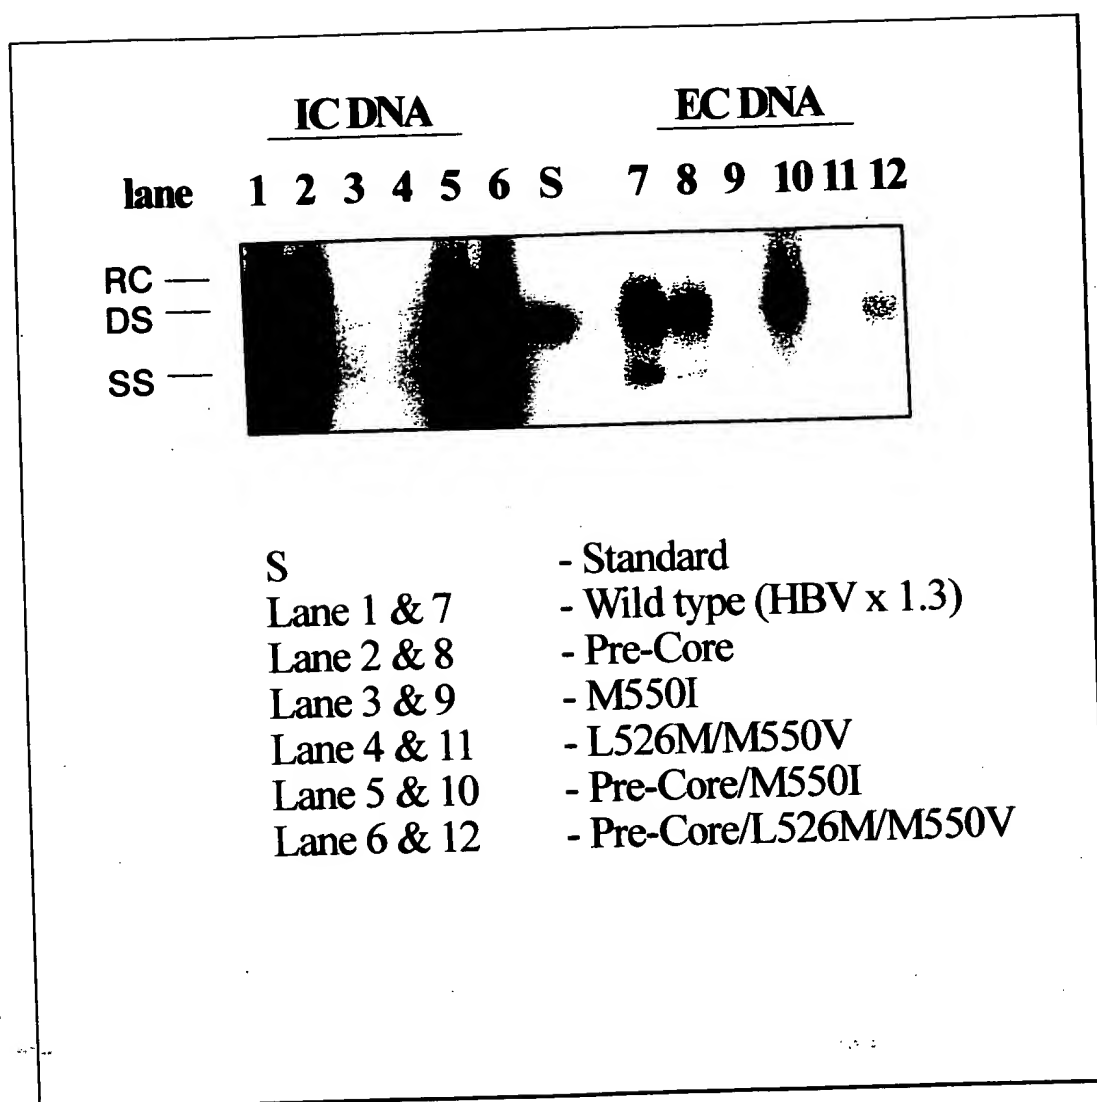 IC DNA EC DNA
lane 1 2 3 4 5 6 S 7 8 9 10 11 12
RC
DS
SS
S - Standard
Lane 1 & 7 - Wild type (HBV x 1.3)
Lane 2 & 8 - Pre-Core
Lane 3 & 9 - M550I
Lane 4 & 11 - L526M/M550V
Lane 5 & 10 - Pre-Core/M550I
Lane 6 & 12 - Pre-Core/L526M/M550V